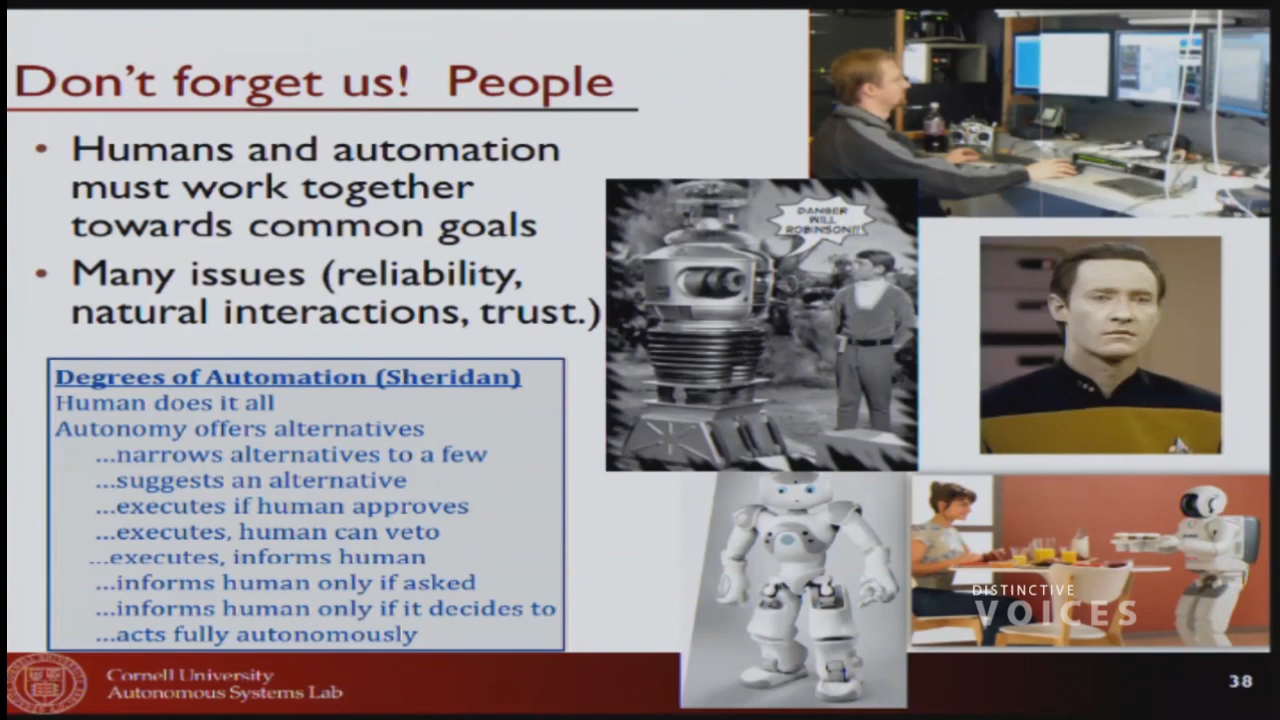 Don't forget us! People
• Humans and automation
must work together
towards common goals
• Many issues (reliability,
natural interactions, trust.)
Degrees of Automation (Sheridan)
Human does it all
Autonomy offers alternatives
...narrows alternatives to a few
...suggests an alternative
...executes if human approves
...executes, human can veto
...executes, informs human
...informs human only if asked
...informs human only if it decides to
...acts fully autonomously
DANGER
WILL
ROBINSON!!
DISTINCTIVE
VOICES
Cornell University
Autonomous Systems Lab
38